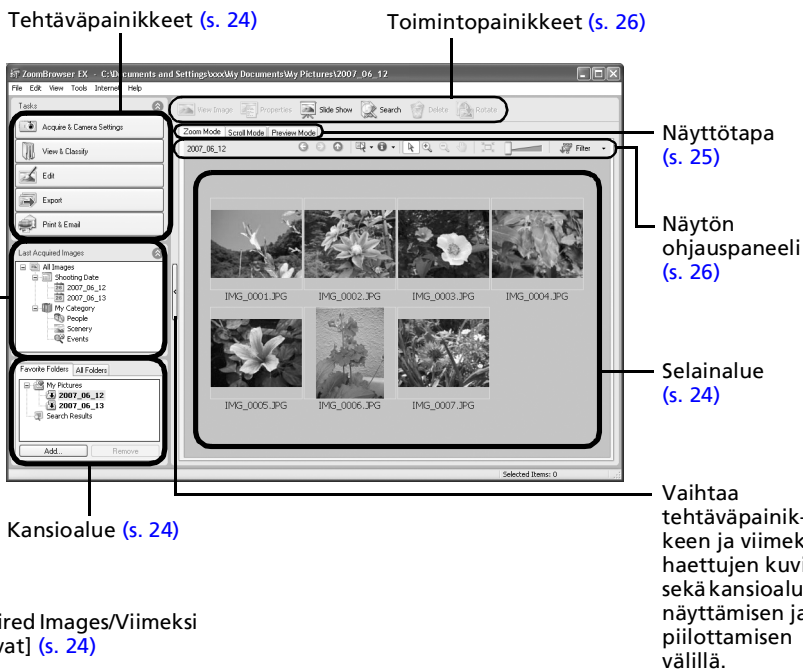 Tehtäväpainikkeet (s. 24)
Toimintopainikkeet (s. 26)
ZoomBrowser EX - C:\Documents and Settings\xxx\My Documents\My Pictures\2007_06_12
File Edit View Tools Internet Help
Tasks
View Image Properties Slide Show Search Delete Rotate
Acquire & Camera Settings
View & Classify
Edit
Export
Print & Email
Zoom Mode Scroll Mode Preview Mode
2007_06_12
Filter
Näyttötapa
(s. 25)
Näytön
ohjauspaneeli
(s. 26)
Last Acquired Images
All Images
Shooting Date
2007_06_12
2007_06_13
My Category
People
Scenery
Events
IMG_0001.JPG IMG_0002.JPG IMG_0003.JPG IMG_0004.JPG
IMG_0005.JPG IMG_0006.JPG IMG_0007.JPG
Selainalue
(s. 24)
Favorite Folders All Folders
My Pictures
2007_06_12
2007_06_13
Search Results
Add... Remove
Selected Items: 0
Kansioalue (s. 24)
Vaihtaa
tehtäväpainik-
keen ja viimek
haettujen kuvi
sekä kansioalu
näyttämisen ja
piilottamisen
välillä.
ired Images/Viimeksi
vat] (s. 24)